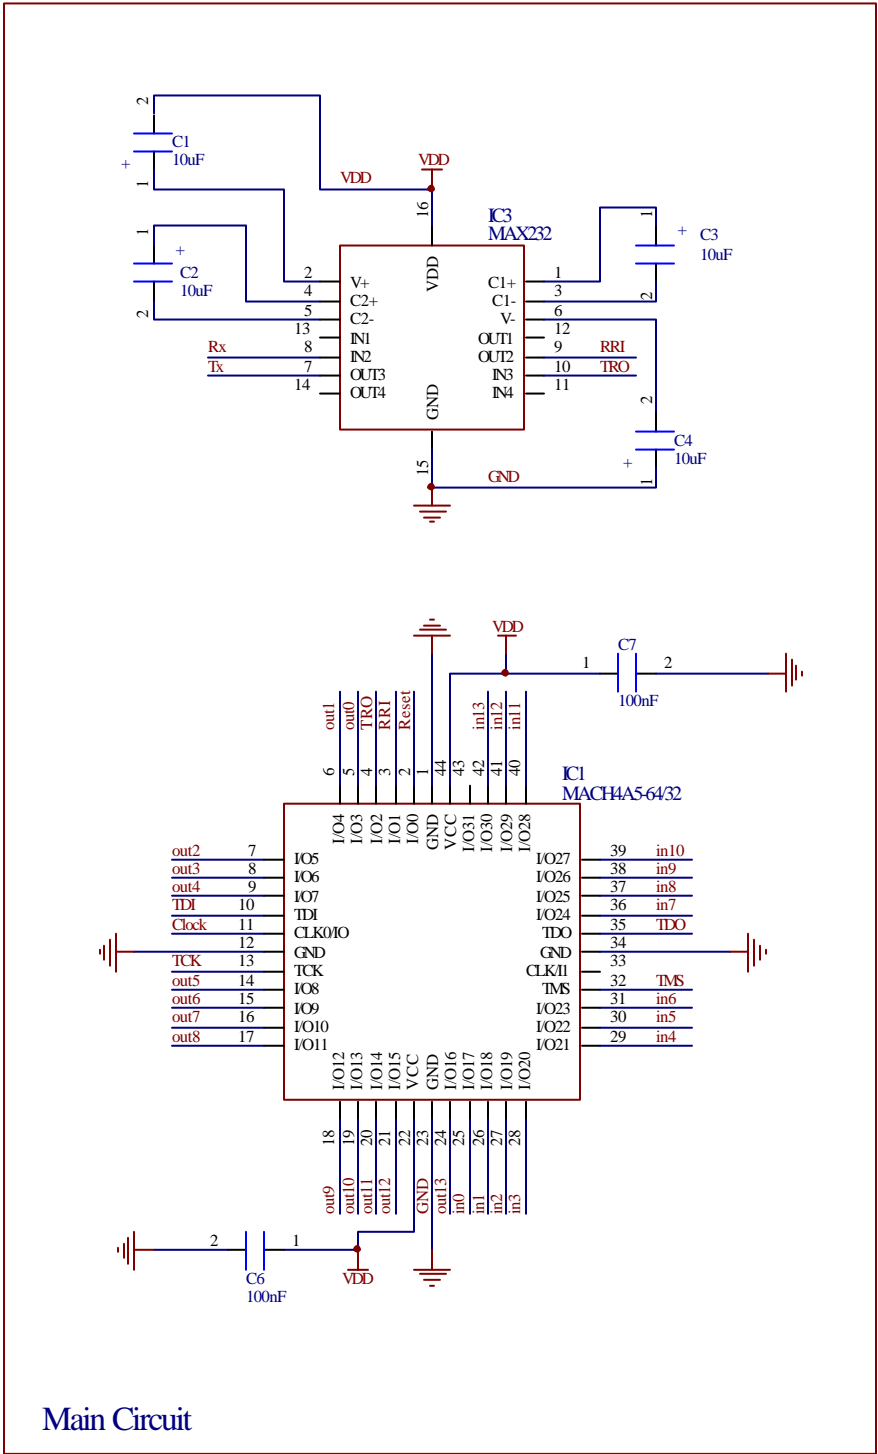 2
C1
10uF
+
1
VDD
VDD
16
1
+
C2
10uF
2
IC3
MAX232
1
+
C3
10uF
2
VDD
2 V+
4 C2+
5 C2-
13 IN1
Rx 8 IN2
Tx 7 OUT3
14 OUT4
C1+ 1
C1- 3
V- 6
OUT1 12
OUT2 9 RRI
IN3 10 TRO
IN4 11
GND
15
GND
2
C4
10uF
+
1
VDD
C7
1 2
100nF
out1 out0 TRO RRI Reset in13 in12 in11
6 5 4 3 2 1 44 43 42 41 40
IC1
MACH4A5-64/32
I/O4 I/O3 I/O2 I/O1 I/O0 GND VCC I/O31 I/O30 I/O29 I/O28
out2 7 I/O5 I/O27 39 in10
out3 8 I/O6 I/O26 38 in9
out4 9 I/O7 I/O25 37 in8
TDI 10 TDI I/O24 36 in7
Clock 11 CLK0/IO TDO 35 TDO
12 GND GND 34
TCK 13 TCK CLK/I1 33
out5 14 I/O8 TMS 32 TMS
out6 15 I/O9 I/O23 31 in6
out7 16 I/O10 I/O22 30 in5
out8 17 I/O11 I/O21 29 in4
I/O12 I/O13 I/O14 I/O15 VCC GND I/O16 I/O17 I/O18 I/O19 I/O20
18 19 20 21 22 23 24 25 26 27 28
out9 out10 out11 out12 GND out13 in0 in1 in2 in3
2 1
C6
100nF
VDD
Main Circuit